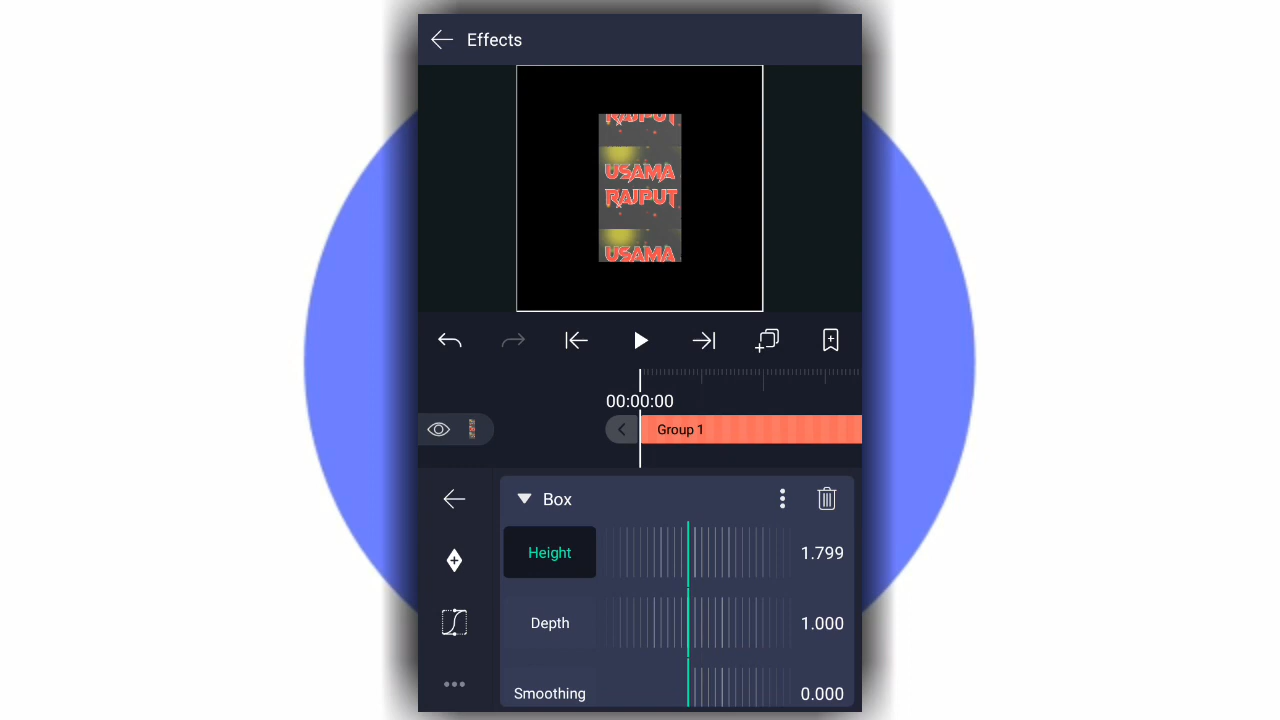 Effects
RAJPUT
USAMA
RAJPUT
USAMA
00:00:00
Group 1
Box
Height
1.799
Depth
1.000
Smoothing
0.000